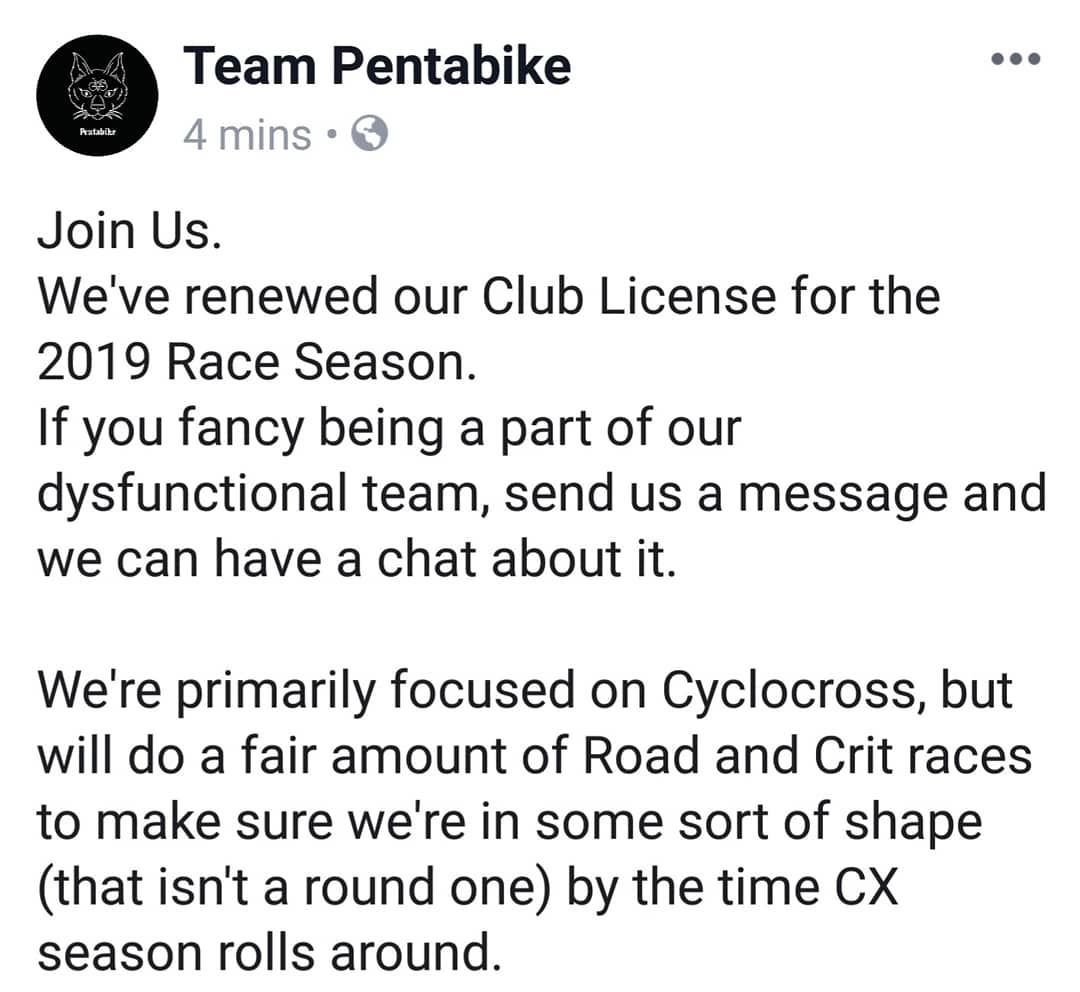 Team Pentabike
4 mins •
Pentabike
Join Us.
We've renewed our Club License for the
2019 Race Season.
If you fancy being a part of our
dysfunctional team, send us a message and
we can have a chat about it.
We're primarily focused on Cyclocross, but
will do a fair amount of Road and Crit races
to make sure we're in some sort of shape
(that isn't a round one) by the time CX
season rolls around.